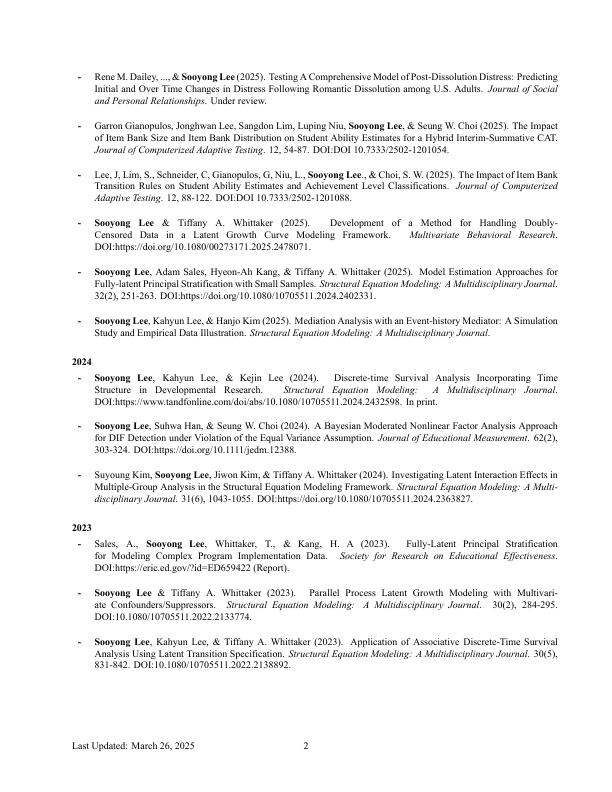 - Rene M. Dailey, ..., & Sooyong Lee (2025). Testing A Comprehensive Model of Post-Dissolution Distress: Predicting
Initial and Over Time Changes in Distress Following Romantic Dissolution among U.S. Adults. Journal of Social
and Personal Relationships. Under review.
- Garron Gianopulos, Jonghwan Lee, Sangdon Lim, Luping Niu, Sooyong Lee, & Seung W. Choi (2025). The Impact
of Item Bank Size and Item Bank Distribution on Student Ability Estimates for a Hybrid Interim-Summative CAT.
Journal of Computerized Adaptive Testing. 12, 54-87. DOI:DOI 10.7333/2502-1201054.
- Lee, J, Lim, S., Schneider, C, Gianopulos, G, Niu, L., Sooyong Lee., & Choi, S. W. (2025). The Impact of Item Bank
Transition Rules on Student Ability Estimates and Achievement Level Classifications. Journal of Computerized
Adaptive Testing. 12, 88-122. DOI:DOI 10.7333/2502-1201088.
- Sooyong Lee & Tiffany A. Whittaker (2025). Development of a Method for Handling Doubly-
Censored Data in a Latent Growth Curve Modeling Framework. Multivariate Behavioral Research.
DOI:https://doi.org/10.1080/00273171.2025.2478071.
- Sooyong Lee, Adam Sales, Hyeon-Ah Kang, & Tiffany A. Whittaker (2025). Model Estimation Approaches for
Fully-latent Principal Stratification with Small Samples. Structural Equation Modeling: A Multidisciplinary Journal.
32(2), 251-263. DOI:https://doi.org/10.1080/10705511.2024.2402331.
- Sooyong Lee, Kahyun Lee, & Hanjo Kim (2025). Mediation Analysis with an Event-history Mediator: A Simulation
Study and Empirical Data Illustration. Structural Equation Modeling: A Multidisciplinary Journal.
2024
- Sooyong Lee, Kahyun Lee, & Kejin Lee (2024). Discrete-time Survival Analysis Incorporating Time
Structure in Developmental Research. Structural Equation Modeling: A Multidisciplinary Journal.
DOI:https://www.tandfonline.com/doi/abs/10.1080/10705511.2024.2432598. In print.
- Sooyong Lee, Suhwa Han, & Seung W. Choi (2024). A Bayesian Moderated Nonlinear Factor Analysis Approach
for DIF Detection under Violation of the Equal Variance Assumption. Journal of Educational Measurement. 62(2),
303-324. DOI:https://doi.org/10.1111/jedm.12388.
- Suyoung Kim, Sooyong Lee, Jiwon Kim, & Tiffany A. Whittaker (2024). Investigating Latent Interaction Effects in
Multiple-Group Analysis in the Structural Equation Modeling Framework. Structural Equation Modeling: A Multi-
disciplinary Journal. 31(6), 1043-1055. DOI:https://doi.org/10.1080/10705511.2024.2363827.
2023
- Sales, A., Sooyong Lee, Whittaker, T., & Kang, H. A (2023). Fully-Latent Principal Stratification
for Modeling Complex Program Implementation Data. Society for Research on Educational Effectiveness.
DOI:https://eric.ed.gov/?id=ED659422 (Report).
- Sooyong Lee & Tiffany A. Whittaker (2023). Parallel Process Latent Growth Modeling with Multivari-
ate Confounders/Suppressors. Structural Equation Modeling: A Multidisciplinary Journal. 30(2), 284-295.
DOI:10.1080/10705511.2022.2133774.
- Sooyong Lee, Kahyun Lee, & Tiffany A. Whittaker (2023). Application of Associative Discrete-Time Survival
Analysis Using Latent Transition Specification. Structural Equation Modeling: A Multidisciplinary Journal. 30(5),
831-842. DOI:10.1080/10705511.2022.2138892.
Last Updated: March 26, 2025 2